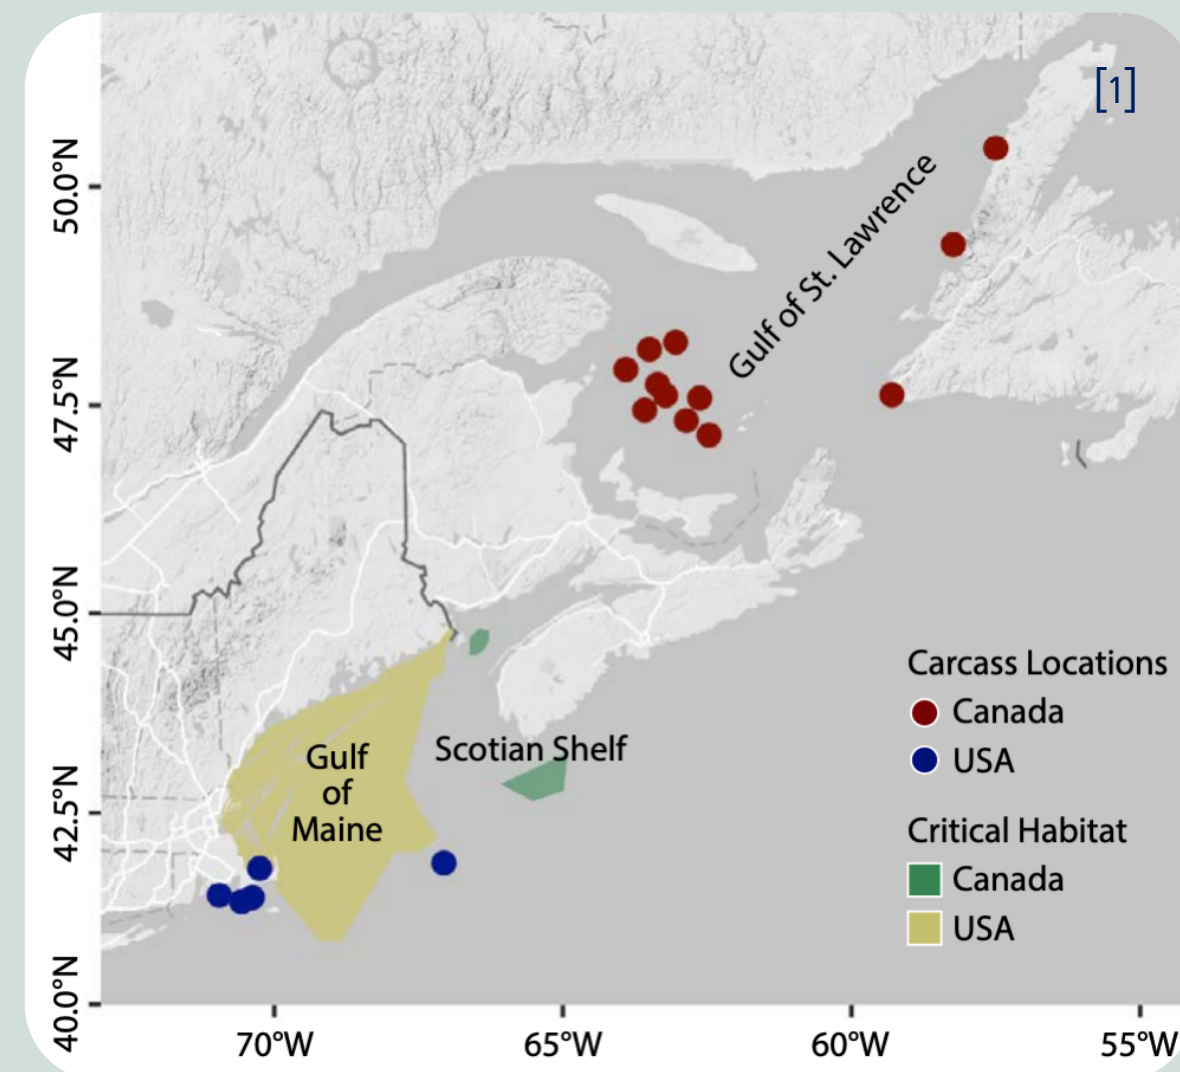 [1]
50.0°N
47.5°N
45.0°N
42.5°N
40.0°N
Gulf of St. Lawrence
Scotian Shelf
Gulf
of
Maine
Carcass Locations
Canada
USA
Critical Habitat
Canada
USA
70°W
65°W
60°W
55°W